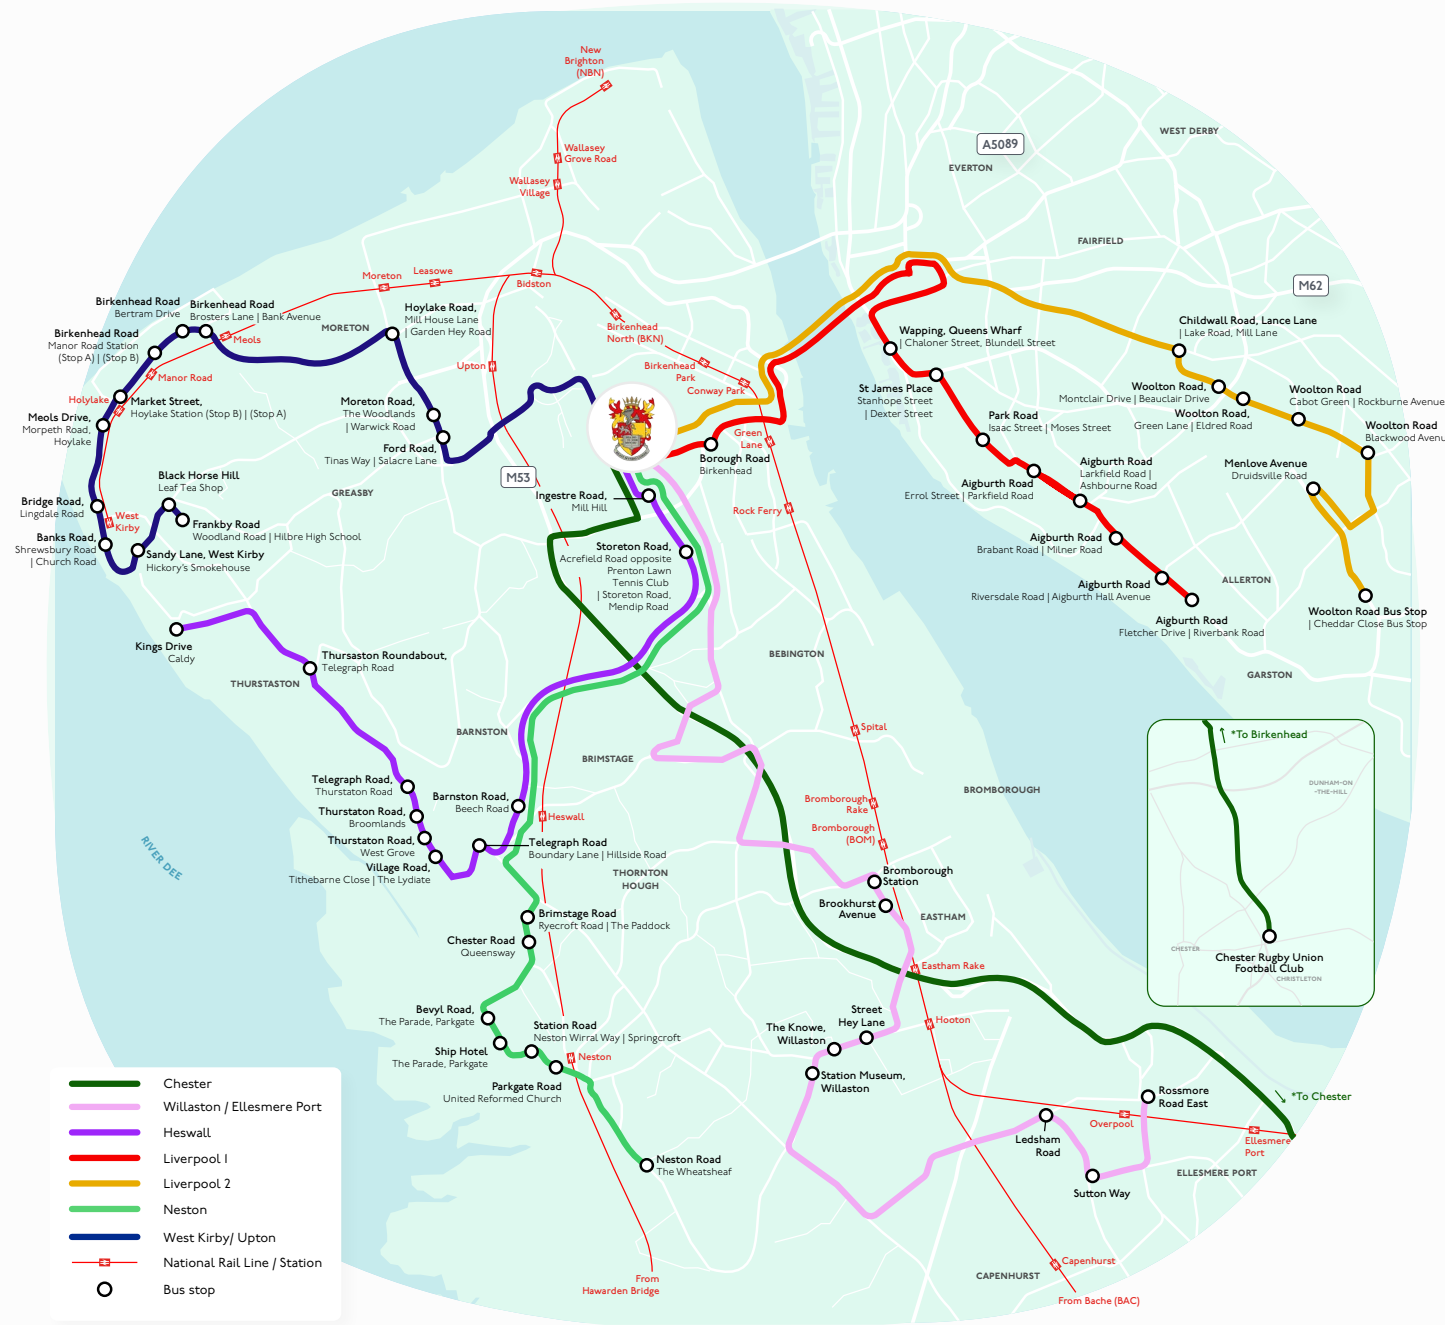 New
Brighton
(NBN)
Wallasey
Grove Road
Wallasey
Village
A5089
WEST DERBY
EVERTON
FAIRFIELD
M62
Moreton
Leasowe
Bidston
Birkenhead
North (BKN)
Birkenhead
Park
Conway Park
Upton
Meols
Manor Road
Holylake
West
Kirby
Green
Lane
Rock Ferry
M53
Birkenhead Road
Bertram Drive
Birkenhead Road
Brosters Lane | Bank Avenue
Birkenhead Road
Manor Road Station
(Stop A) | (Stop B)
MORETON
Hoylake Road,
Mill House Lane
| Garden Hey Road
Market Street,
Hoylake Station (Stop B) | (Stop A)
Meols Drive,
Morpeth Road,
Hoylake
Moreton Road,
The Woodlands
| Warwick Road
Ford Road,
Tinas Way | Salacre Lane
Black Horse Hill
Leaf Tea Shop
GREASBY
Bridge Road,
Lingdale Road
Frankby Road
Woodland Road | Hilbre High School
Banks Road,
Shrewsbury Road
| Church Road
Sandy Lane, West Kirby
Hickory's Smokehouse
Wapping, Queens Wharf
| Chaloner Street, Blundell Street
St James Place
Stanhope Street
| Dexter Street
Park Road
Isaac Street | Moses Street
Aigburth Road
Larkfield Road |
Ashbourne Road
Aigburth Road
Errol Street | Parkfield Road
Aigburth Road
Brabant Road | Milner Road
Aigburth Road
Riversdale Road | Aigburth Hall Avenue
Aigburth Road
Fletcher Drive | Riverbank Road
Childwall Road, Lance Lane
| Lake Road, Mill Lane
Woolton Road,
Montclair Drive | Beauclair Drive
Woolton Road,
Green Lane | Eldred Road
Woolton Road
Cabot Green | Rockburne Avenue
Woolton Road
Blackwood Avenu
Menlove Avenue
Druidsville Road
ALLERTON
Woolton Road Bus Stop
| Cheddar Close Bus Stop
GARSTON
Borough Road
Birkenhead
Ingestre Road,
Mill Hill
Storeton Road,
Acrefield Road opposite
Prenton Lawn
Tennis Club
| Storeton Road,
Mendip Road
BEBINGTON
Kings Drive
Caldy
Thursaston Roundabout,
Telegraph Road
THURSTASTON
BARNSTON
BRIMSTAGE
Spital
Telegraph Road,
Thurstaton Road
Thurstaton Road,
Broomlands
Thurstaton Road,
West Grove
Village Road,
Tithebarne Close | The Lydiate
Barnston Road,
Beech Road
Heswall
Telegraph Road
Boundary Lane | Hillside Road
THORNTON
HOUGH
Bromborough
Rake
Bromborough
(BOM)
BROMBOROUGH
Bromborough
Station
Brookhurst
Avenue
EASTHAM
RIVER DEE
Brimstage Road
Ryecroft Road | The Paddock
Chester Road
Queensway
Eastham Rake
Bevyl Road,
The Parade, Parkgate
Ship Hotel
The Parade, Parkgate
Station Road
Neston Wirral Way | Springcroft
Neston
Parkgate Road
United Reformed Church
Neston Road
The Wheatsheaf
Street
Hey Lane
The Knowe,
Willaston
Station Museum,
Willaston
Hooton
Rossmore
Road East
Ledsham
Road
Sutton Way
Overpool
Ellesmere
Port
*To Chester
ELLESMERE PORT
CAPENHURST
Capenhurst
From Bache (BAC)
From
Hawarden Bridge
*To Birkenhead
DUNHAM-ON
-THE-HILL
CHESTER
Chester Rugby Union
Football Club
CHRISTLETON
Chester
Willaston / Ellesmere Port
Heswall
Liverpool 1
Liverpool 2
Neston
West Kirby/ Upton
National Rail Line / Station
Bus stop